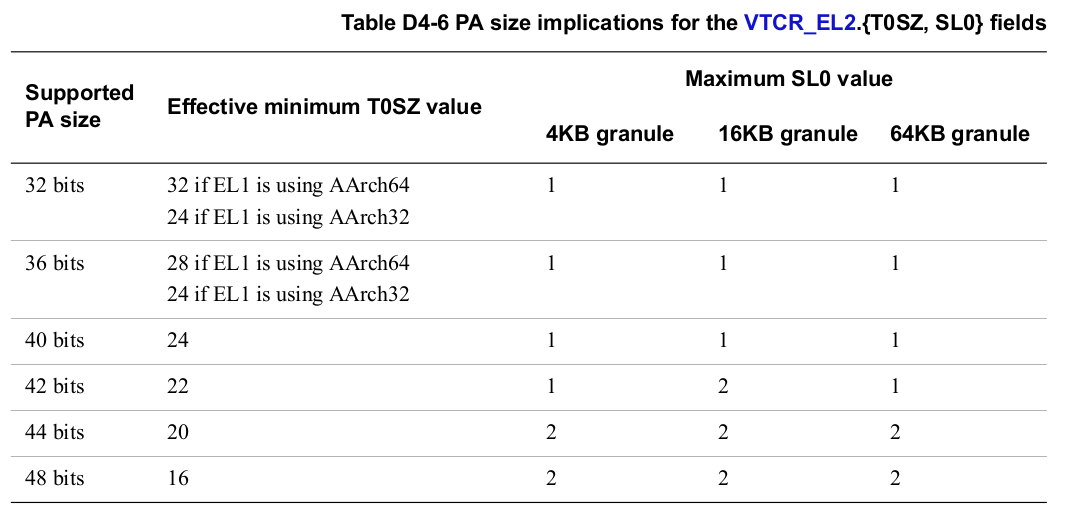 Table D4-6 PA size implications for the VTCR_EL2.{T0SZ, SL0} fields
Supported PA size Effective minimum T0SZ value Maximum SL0 value
4KB granule 16KB granule 64KB granule
32 bits 32 if EL1 is using AArch64 1 1 1
24 if EL1 is using AArch32
36 bits 28 if EL1 is using AArch64 1 1 1
24 if EL1 is using AArch32
40 bits 24 1 1 1
42 bits 22 1 2 1
44 bits 20 2 2 2
48 bits 16 2 2 2